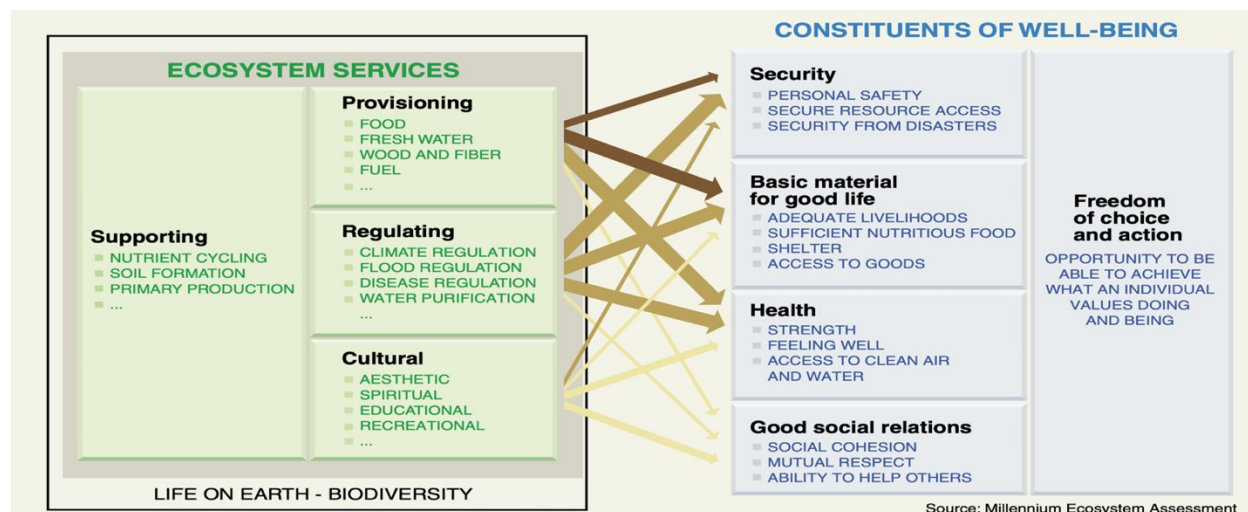 CONSTITUENTS OF WELL-BEING
ECOSYSTEM SERVICES
Supporting
NUTRIENT CYCLING
SOIL FORMATION
PRIMARY PRODUCTION
...
Provisioning
FOOD
FRESH WATER
WOOD AND FIBER
FUEL
...
Regulating
CLIMATE REGULATION
FLOOD REGULATION
DISEASE REGULATION
WATER PURIFICATION
...
Cultural
AESTHETIC
SPIRITUAL
EDUCATIONAL
RECREATIONAL
...
LIFE ON EARTH - BIODIVERSITY
Security
PERSONAL SAFETY
SECURE RESOURCE ACCESS
SECURITY FROM DISASTERS
Basic material
for good life
ADEQUATE LIVELIHOODS
SUFFICIENT NUTRITIOUS FOOD
SHELTER
ACCESS TO GOODS
Health
STRENGTH
FEELING WELL
ACCESS TO CLEAN AIR
AND WATER
Good social relations
SOCIAL COHESION
MUTUAL RESPECT
ABILITY TO HELP OTHERS
Freedom
of choice
and action
OPPORTUNITY TO BE
ABLE TO ACHIEVE
WHAT AN INDIVIDUAL
VALUES DOING
AND BEING
Source: Millennium Ecosystem Assessment